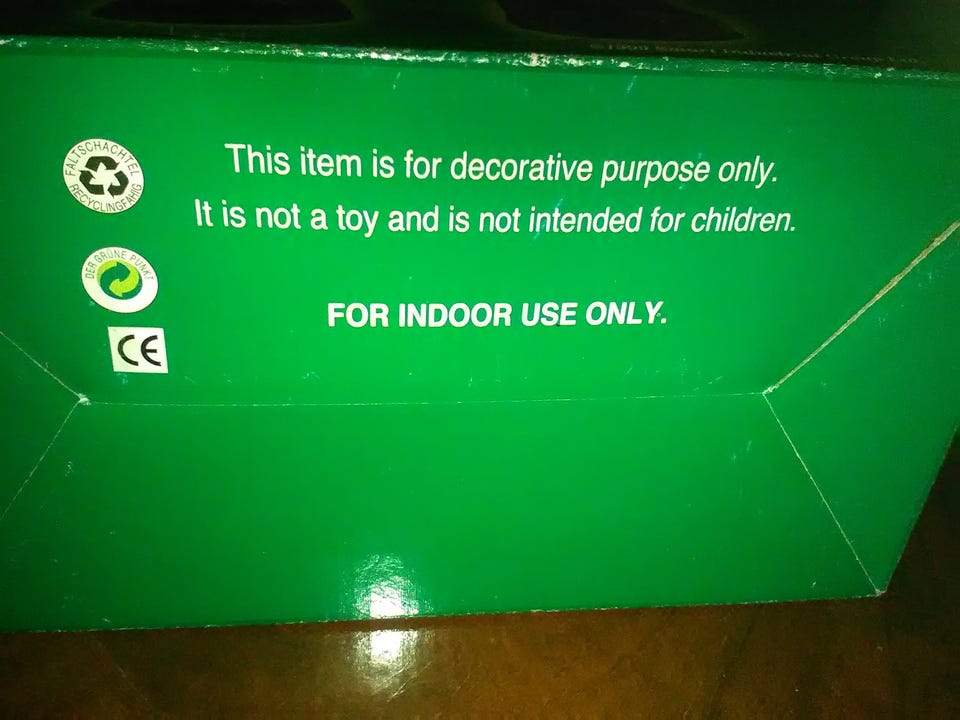 This item is for decorative purpose only.
It is not a toy and is not intended for children.
FOR INDOOR USE ONLY.
FALTSCHACHTEL RECYCLINGFÄHIG
DER GRÜNE PUNKT
CE